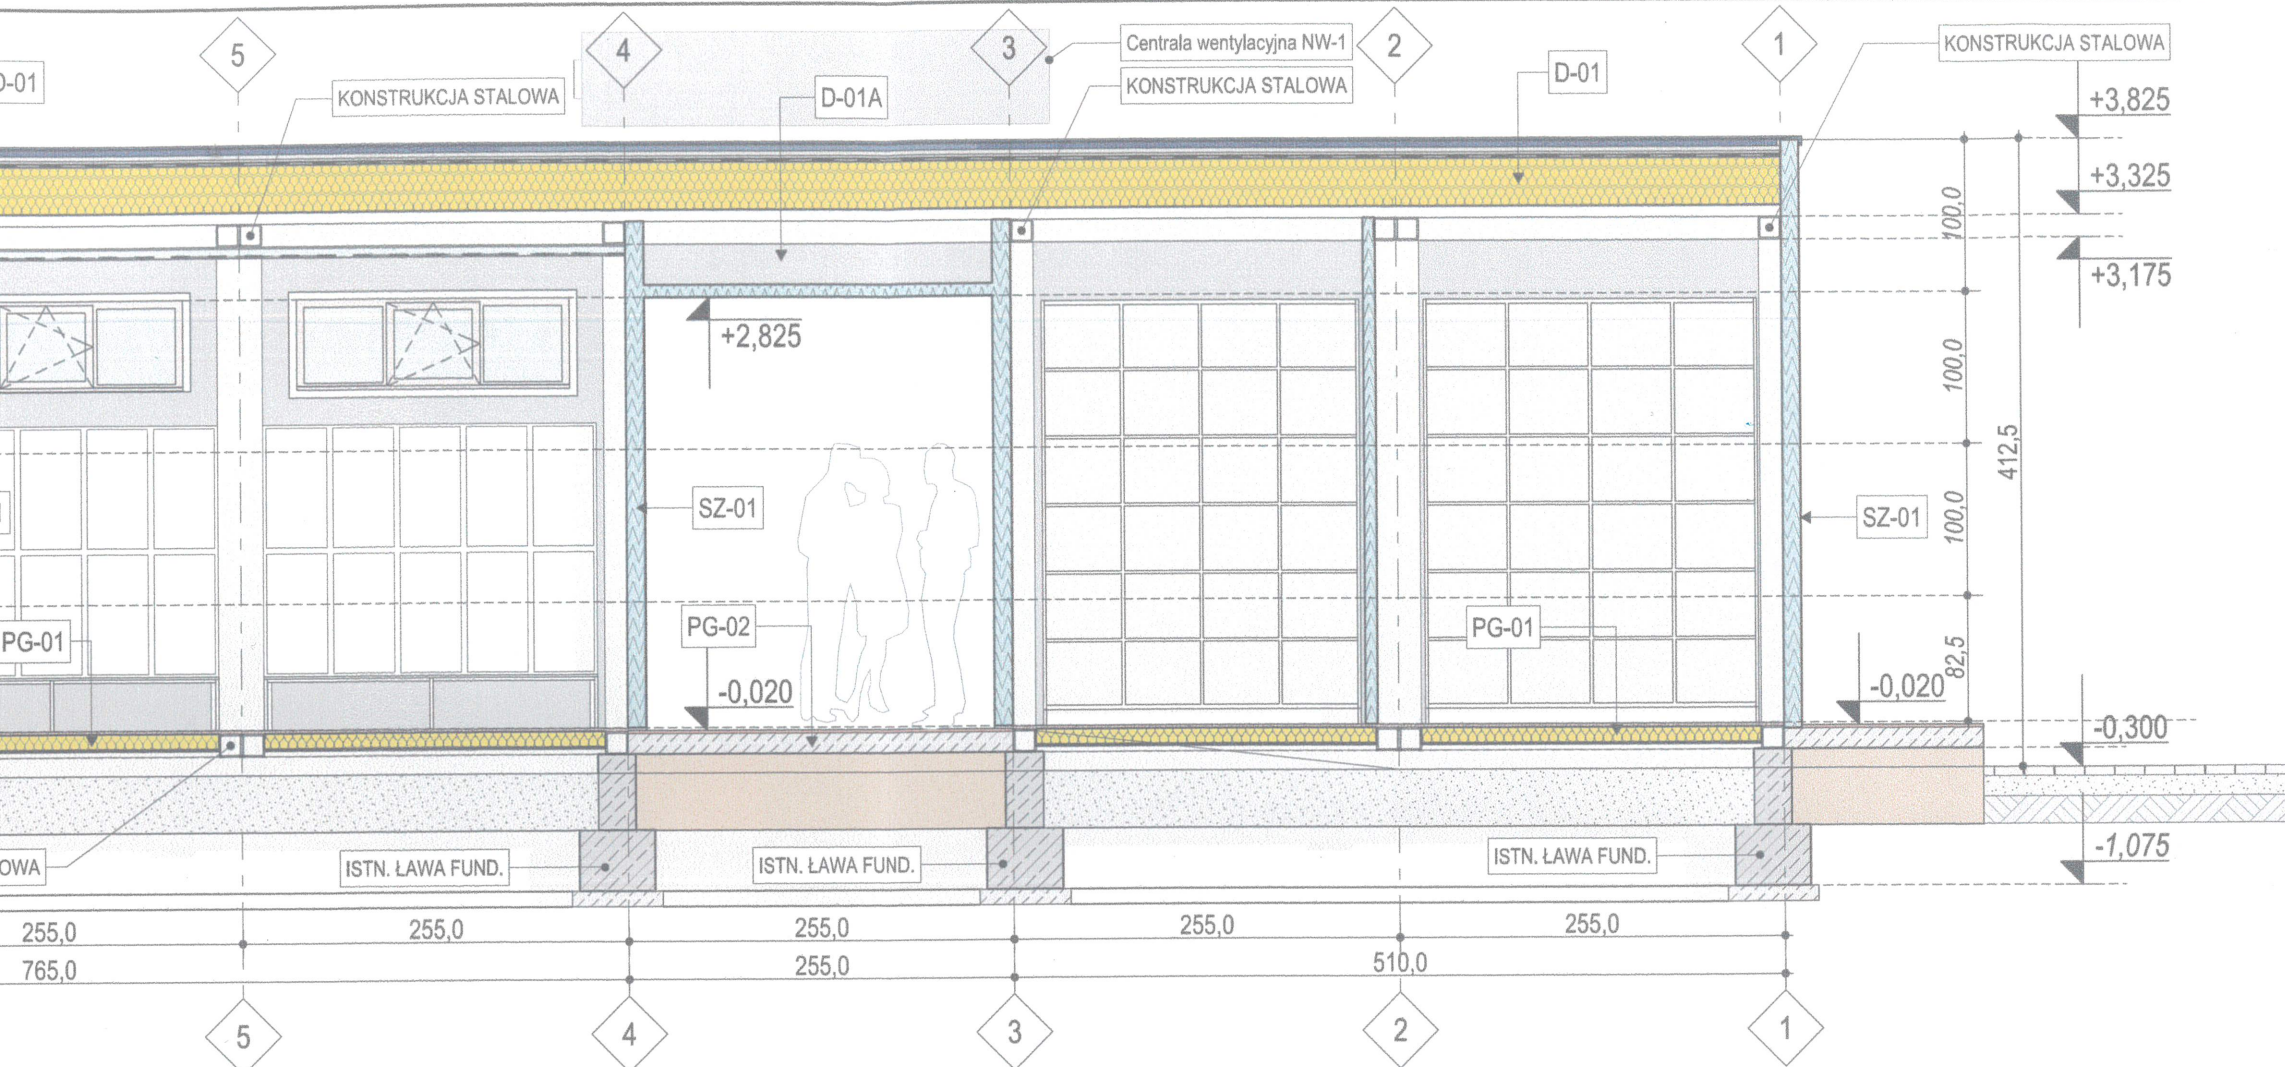 5
4
3
2
1
D-01
KONSTRUKCJA STALOWA
D-01A
Centrala wentylacyjna NW-1
KONSTRUKCJA STALOWA
D-01
KONSTRUKCJA STALOWA
+3,825
+3,325
+3,175
100,0
100,0
100,0
82,5
412,5
+2,825
SZ-01
SZ-01
PG-01
PG-02
PG-01
-0,020
-0,020
-0,300
-1,075
OWA
ISTN. ŁAWA FUND.
ISTN. ŁAWA FUND.
ISTN. ŁAWA FUND.
255,0
255,0
255,0
255,0
255,0
765,0
255,0
510,0
5
4
3
2
1